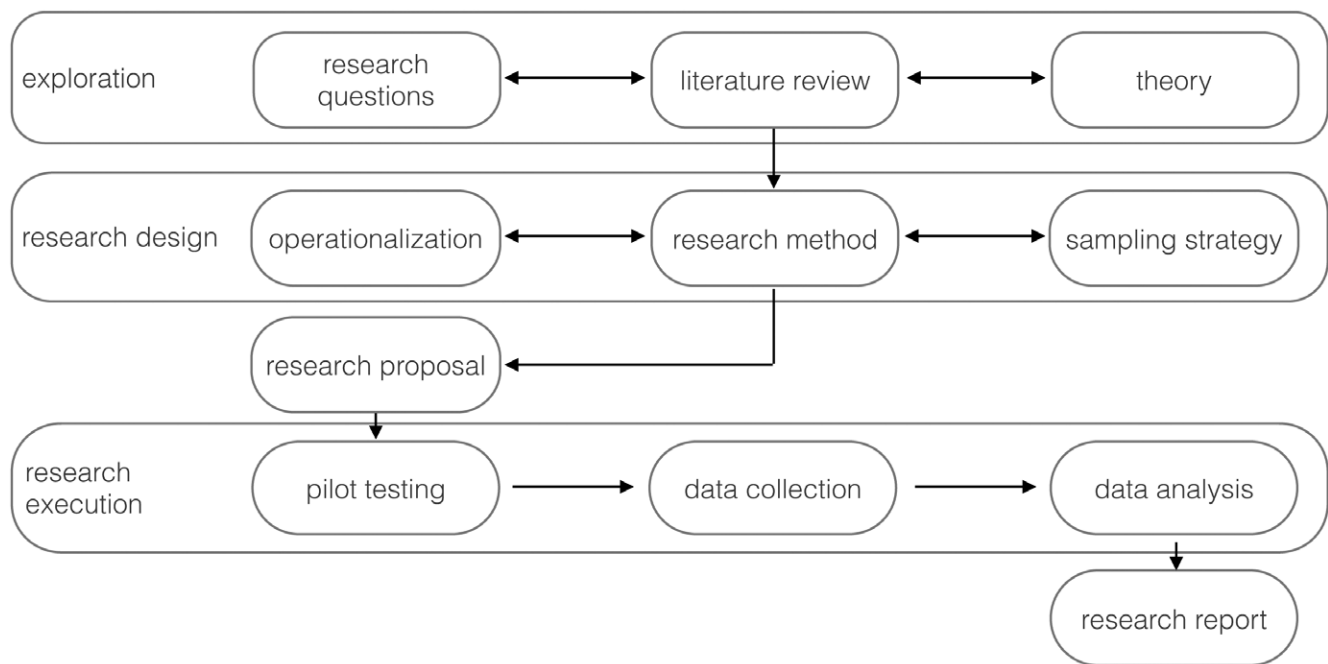 exploration
research
questions
literature review
theory
research design
operationalization
research method
sampling strategy
research proposal
research
execution
pilot testing
data collection
data analysis
research report